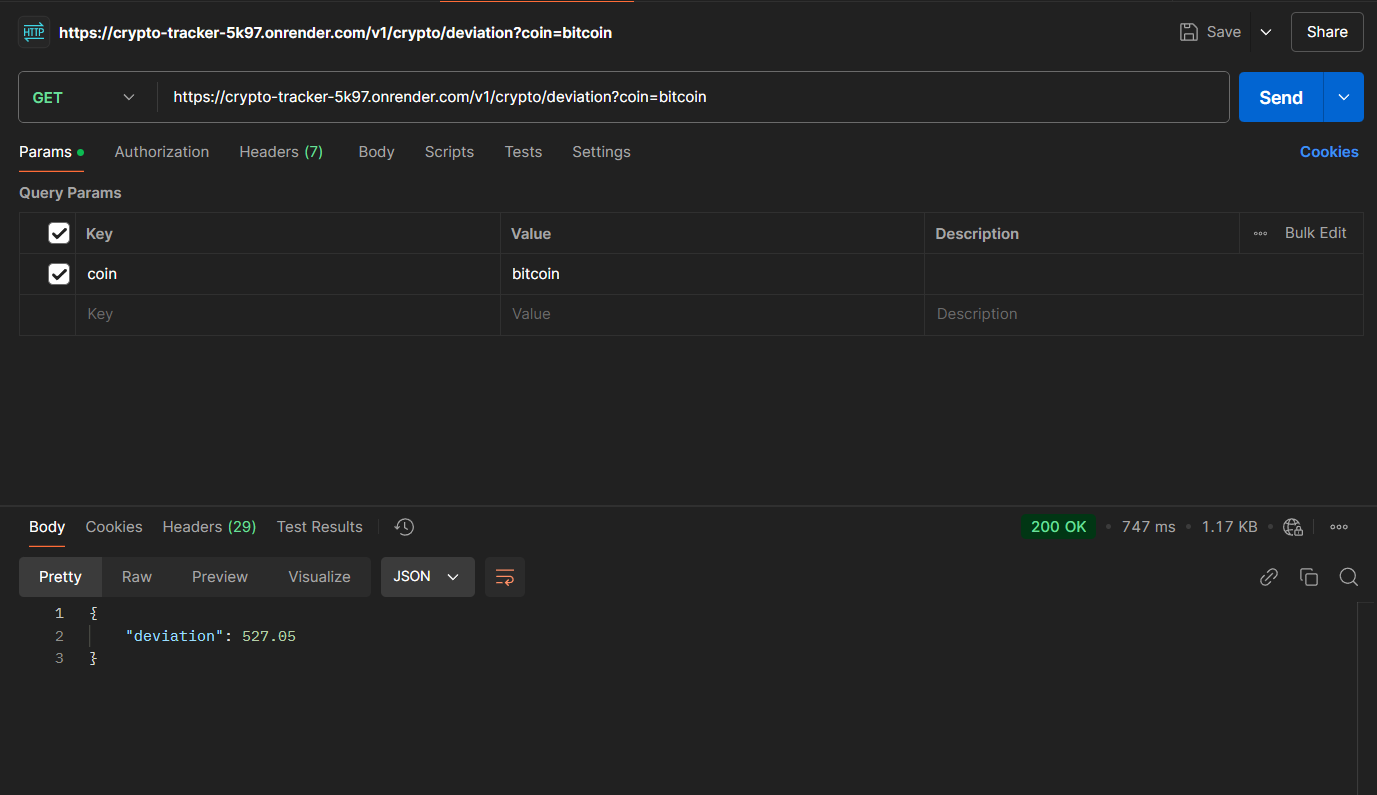 HTTP https://crypto-tracker-5k97.onrender.com/v1/crypto/deviation?coin=bitcoin Save Share
GET https://crypto-tracker-5k97.onrender.com/v1/crypto/deviation?coin=bitcoin Send
Params Authorization Headers (7) Body Scripts Tests Settings Cookies
Query Params
Key Value Description Bulk Edit
coin bitcoin
Key Value Description
Body Cookies Headers (29) Test Results 200 OK 747 ms 1.17 KB
Pretty Raw Preview Visualize JSON
1 {
2 "deviation": 527.05
3 }